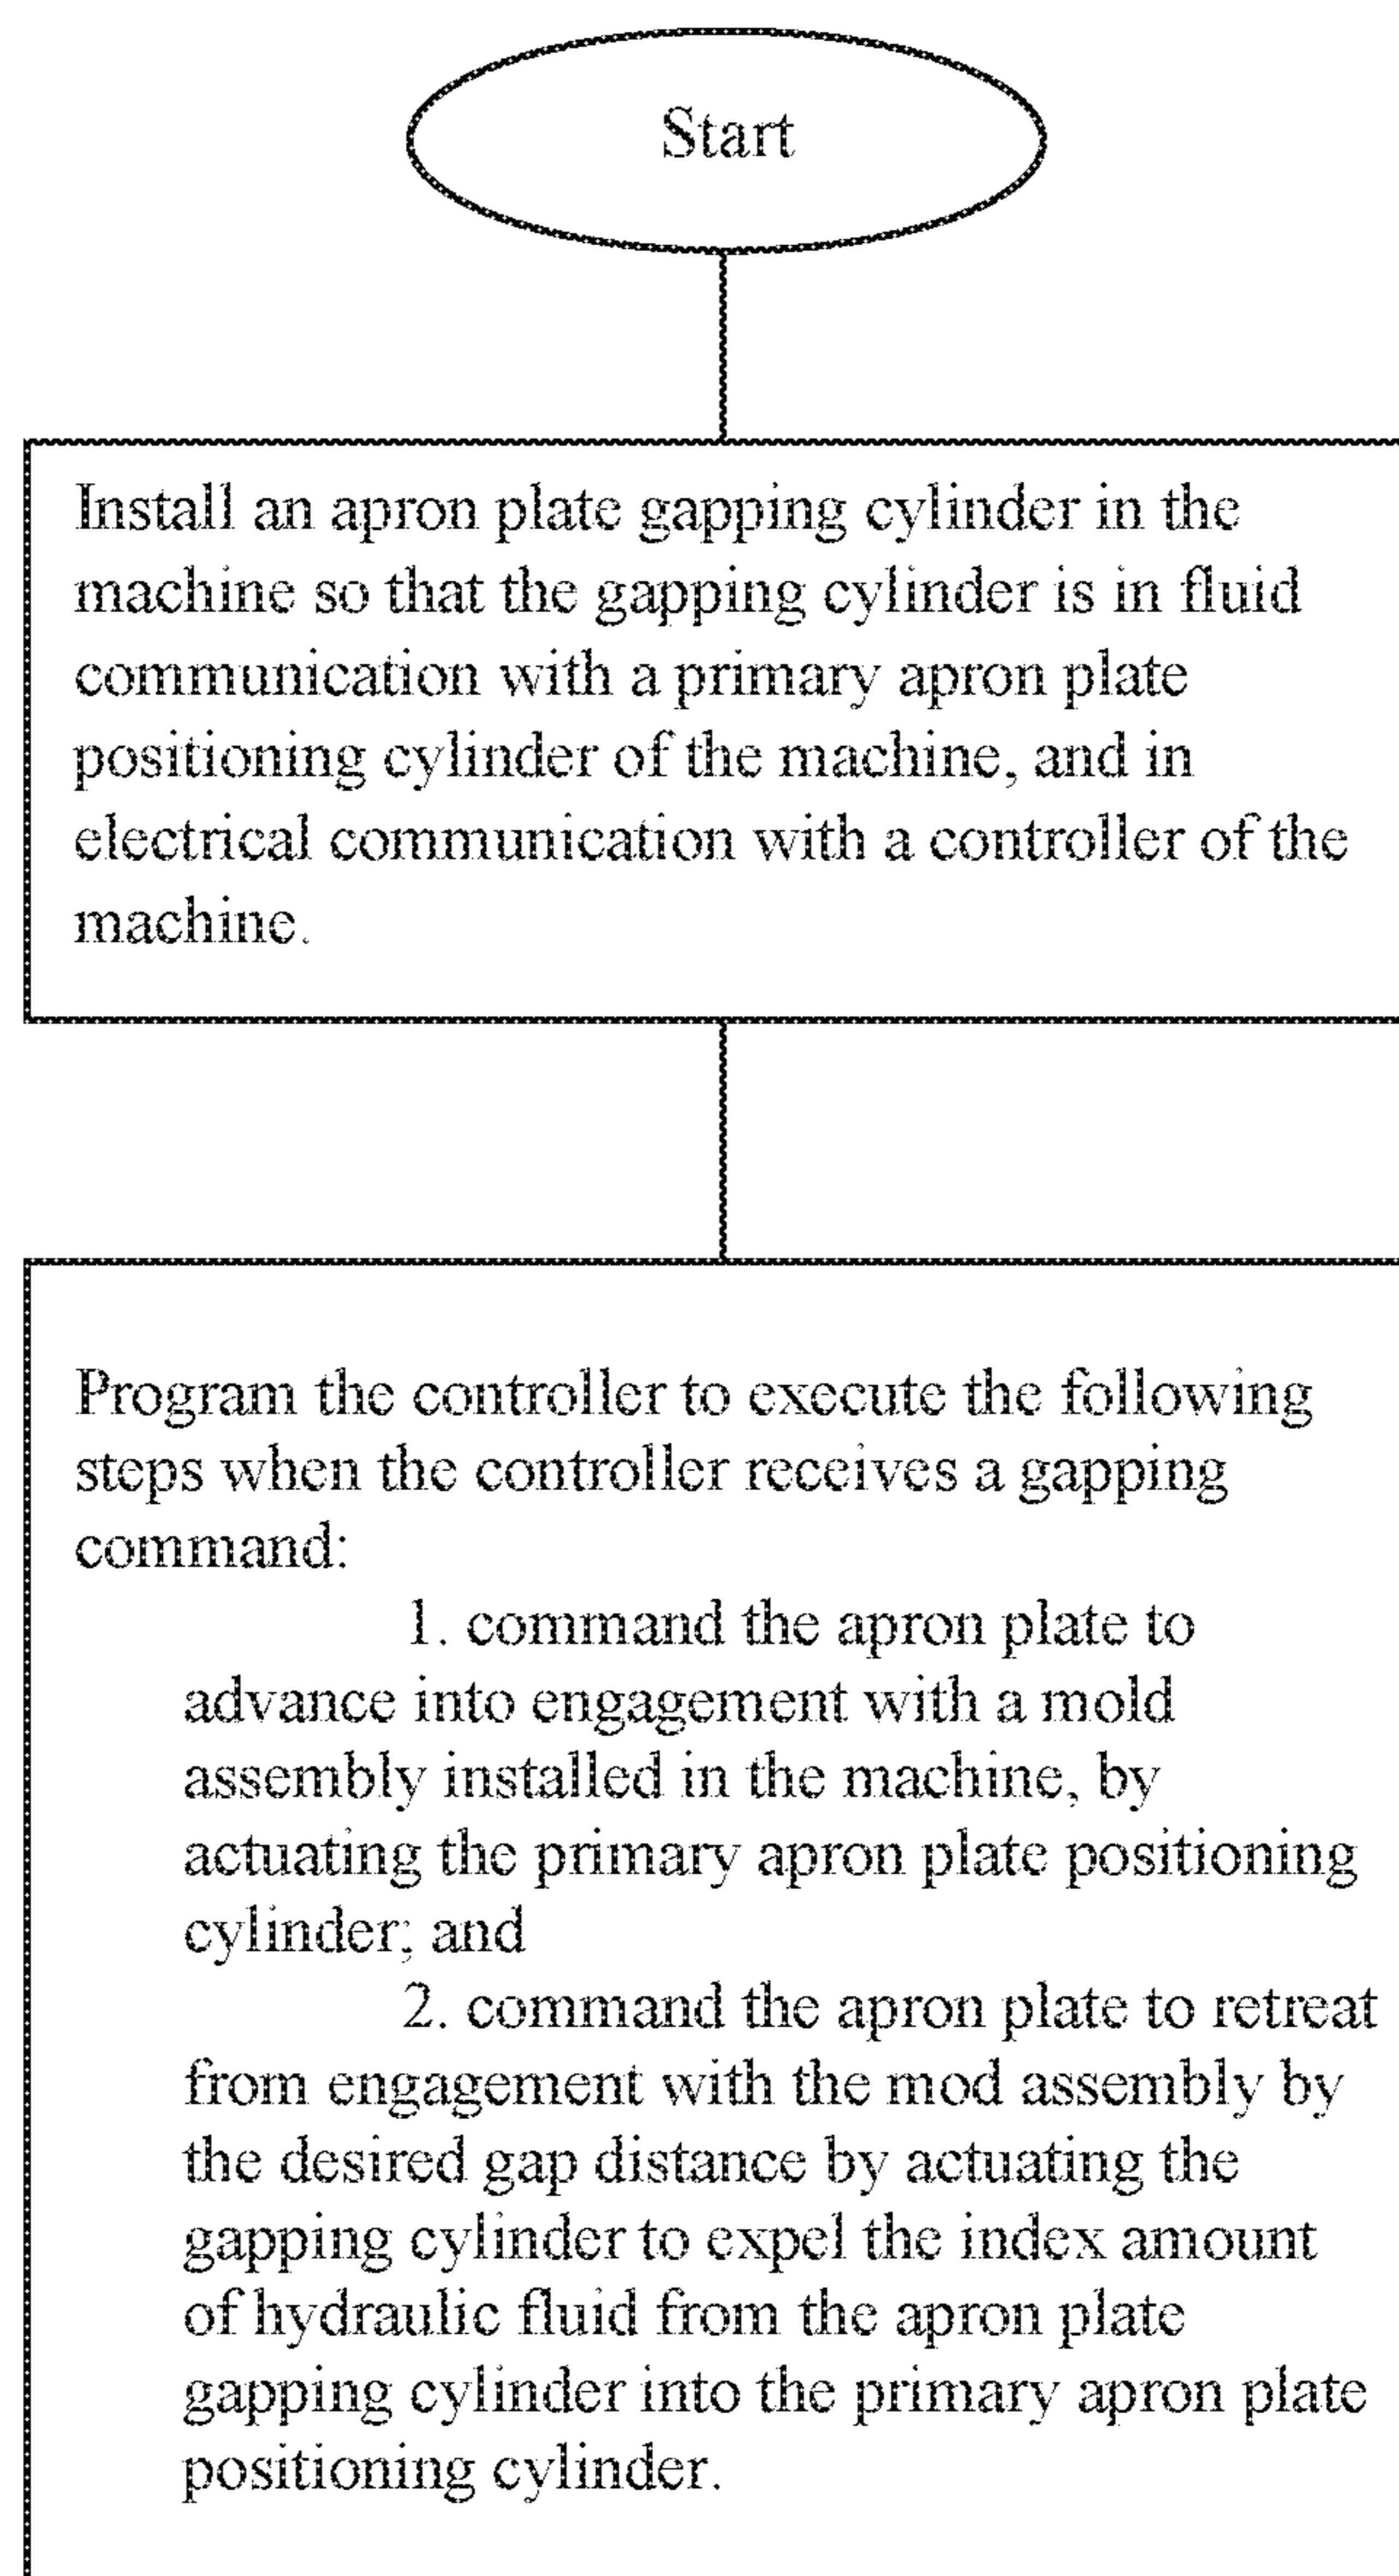 Start
Install an apron plate gapping cylinder in the
machine so that the gapping cylinder is in fluid
communication with a primary apron plate
positioning cylinder of the machine, and in
electrical communication with a controller of the
machine.
Program the controller to execute the following
steps when the controller receives a gapping
command:
1. command the apron plate to
advance into engagement with a mold
assembly installed in the machine, by
actuating the primary apron plate positioning
cylinder; and
2. command the apron plate to retreat
from engagement with the mod assembly by
the desired gap distance by actuating the
gapping cylinder to expel the index amount
of hydraulic fluid from the apron plate
gapping cylinder into the primary apron plate
positioning cylinder.